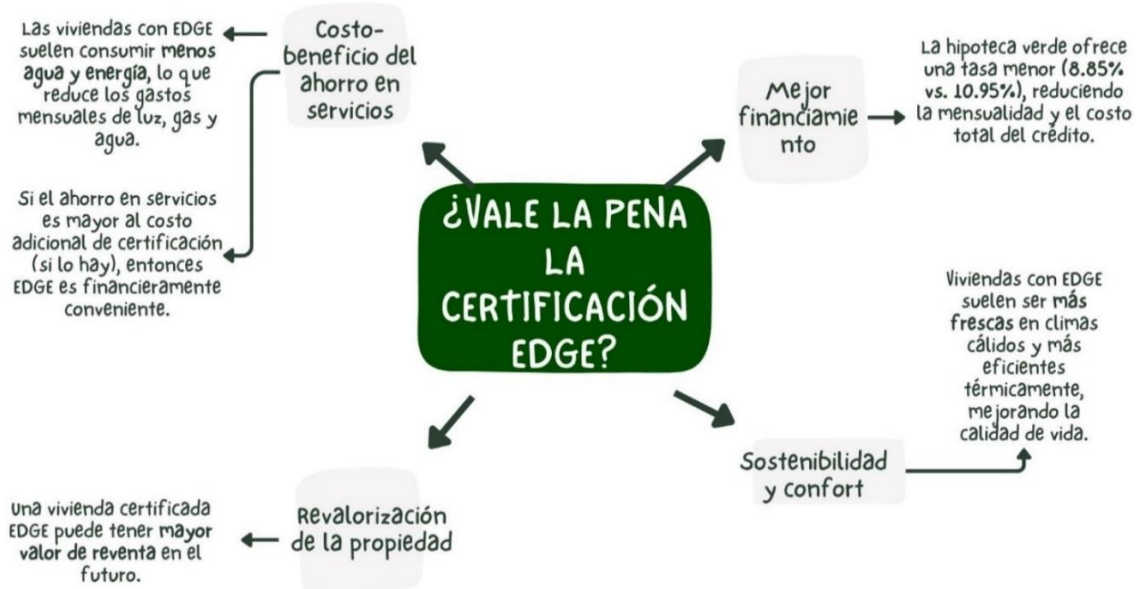 Las viviendas con EDGE
suelen consumir menos
agua y energía, lo que
reduce los gastos
mensuales de luz, gas y
agua.
Si el ahorro en servicios
es mayor al costo
adicional de certificación
(si lo hay), entonces
EDGE es financieramente
conveniente.
Costo-
beneficio del
ahorro en
servicios
Mejor
financiamie
nto
La hipoteca verde ofrece
una tasa menor (8.85%
vs. 10.95%), reduciendo
la mensualidad y el costo
total del crédito.
¿VALE LA PENA
LA
CERTIFICACIÓN
EDGE?
Viviendas con EDGE
suelen ser más
frescas en climas
cálidos y más
eficientes
térmicamente,
mejorando la
calidad de vida.
Sostenibilidad
y confort
Revalorización
de la propiedad
Una vivienda certificada
EDGE puede tener mayor
valor de reventa en el
futuro.